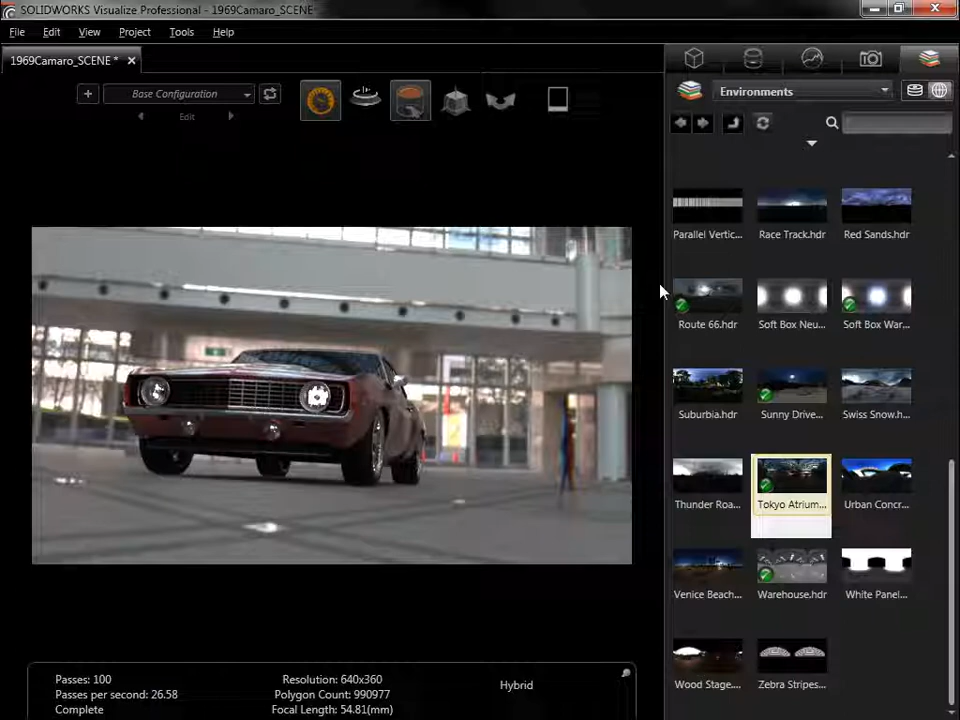 SOLIDWORKS Visualize Professional - 1969Camaro_SCENE
File Edit View Project Tools Help
1969Camaro_SCENE *
Base Configuration
Edit
Environments
Parallel Vertic... Race Track.hdr Red Sands.hdr
Route 66.hdr Soft Box Neu... Soft Box War...
Suburbia.hdr Sunny Drive... Swiss Snow.h...
Thunder Roa... Tokyo Atrium... Urban Concr...
Venice Beach... Warehouse.hdr White Panel...
Wood Stage.... Zebra Stripes...
Passes: 100 Resolution: 640x360
Passes per second: 26.58 Polygon Count: 990977 Hybrid
Complete Focal Length: 54.81(mm)